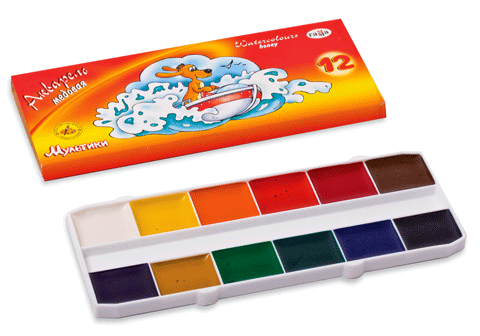 Акварель
медовая
Мультики
Watercolours
honey
гамма
12